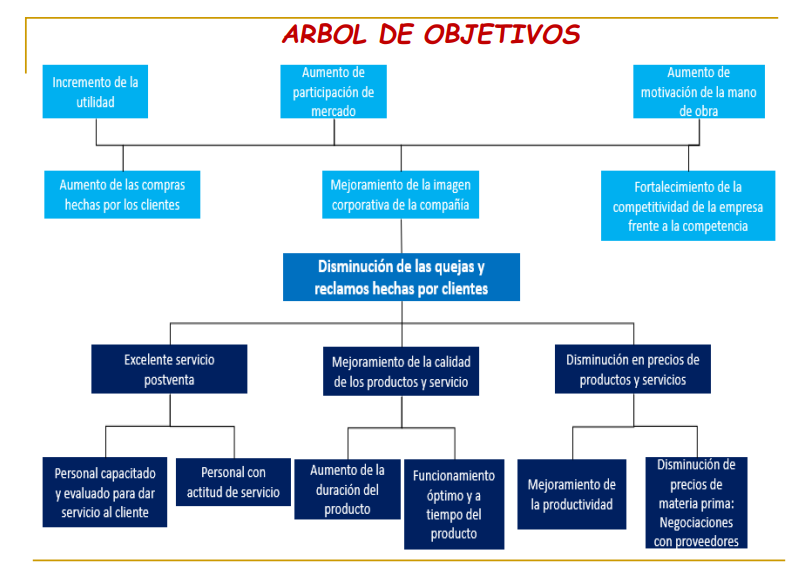 ARBOL DE OBJETIVOS
Incremento de la
utilidad
Aumento de
participación de
mercado
Aumento de
motivación de la mano
de obra
Aumento de las compras
hechas por los clientes
Mejoramiento de la imagen
corporativa de la compañía
Fortalecimiento de la
competitividad de la empresa
frente a la competencia
Disminución de las quejas y
reclamos hechas por clientes
Excelente servicio
postventa
Mejoramiento de la calidad
de los productos y servicio
Disminución en precios de
productos y servicios
Personal capacitado
y evaluado para dar
servicio al cliente
Personal con
actitud de servicio
Aumento de la
duración del
producto
Funcionamiento
óptimo y a
tiempo del
producto
Mejoramiento de
la productividad
Disminución de
precios de
materia prima:
Negociaciones
con proveedores